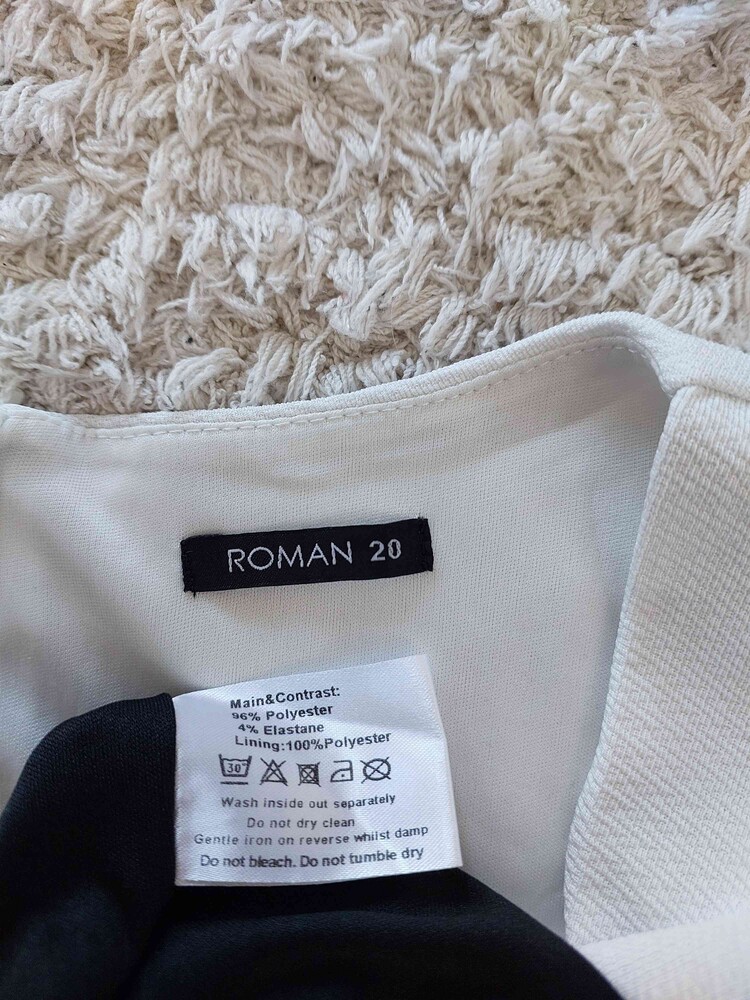 ROMAN 20
Main&Contrast:
96% Polyester
4% Elastane
Lining:100%Polyester
30°
Wash inside out separately
Do not dry clean
Gentle iron on reverse whilst damp
Do not bleach. Do not tumble dry